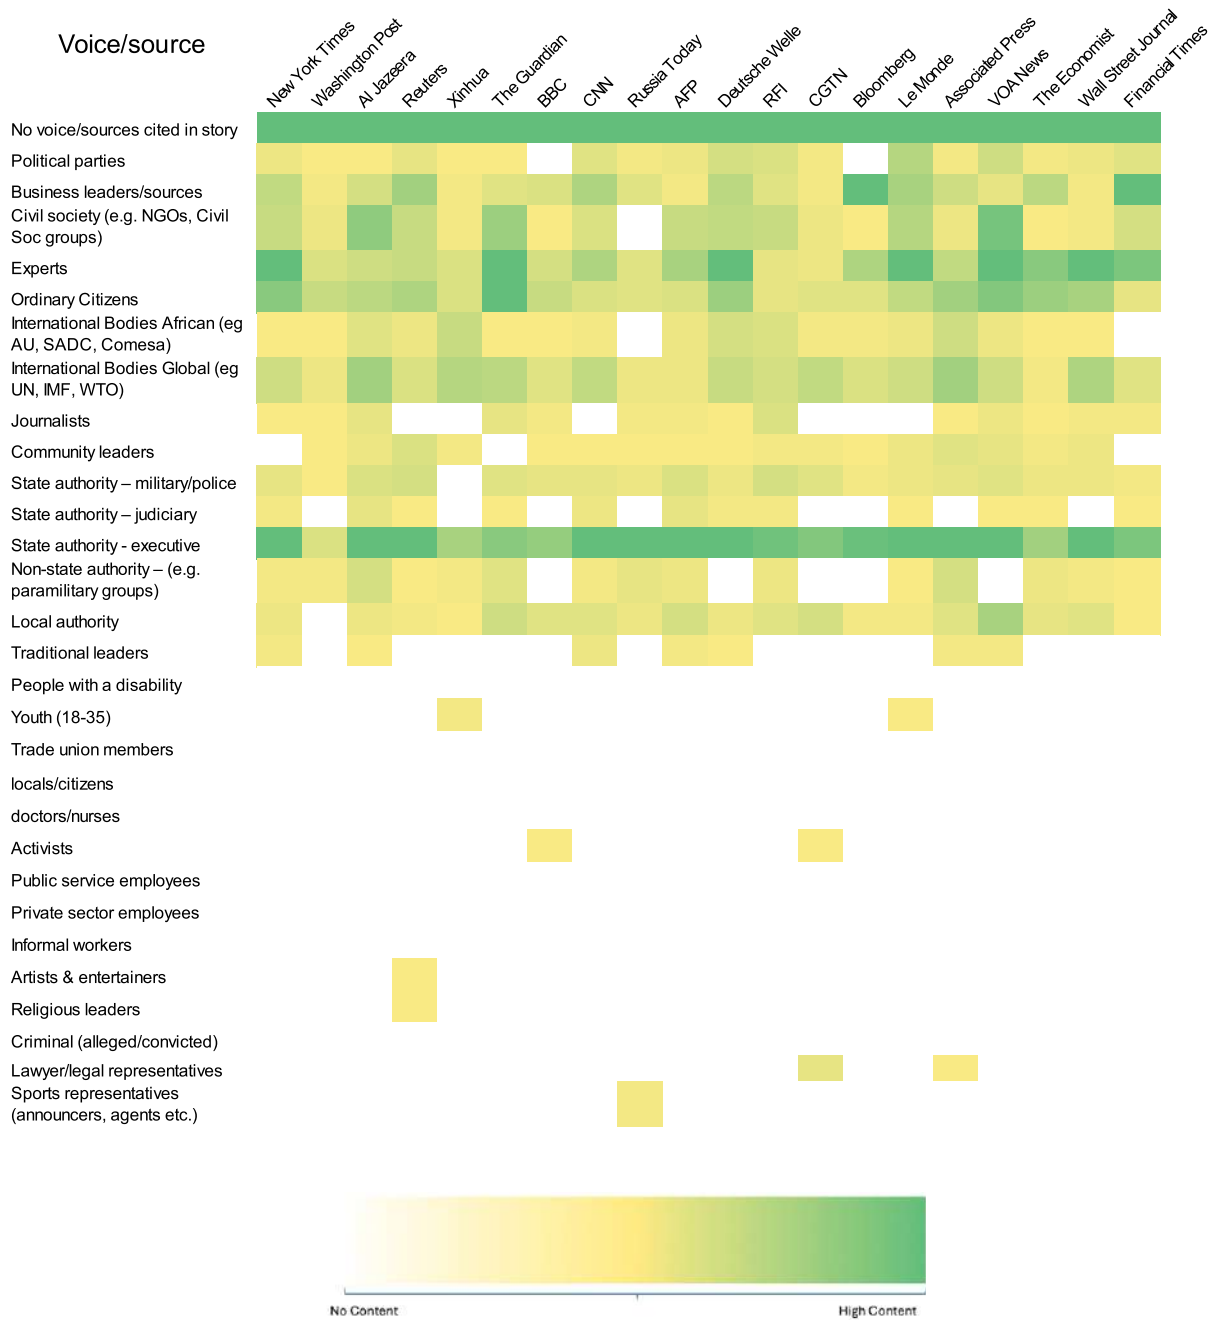 Voice/source
New York Times
Washington Post
Al Jazeera
Reuters
Xinhua
The Guardian
BBC
CNN
Russia Today
AFP
Deutsche Welle
RFI
CGTN
Bloomberg
Le Monde
Associated Press
VOA News
The Economist
Wall Street Journal
Financial Times
No voice/sources cited in story
Political parties
Business leaders/sources
Civil society (e.g. NGOs, Civil
Soc groups)
Experts
Ordinary Citizens
International Bodies African (eg
AU, SADC, Comesa)
International Bodies Global (eg
UN, IMF, WTO)
Journalists
Community leaders
State authority – military/police
State authority – judiciary
State authority - executive
Non-state authority – (e.g.
paramilitary groups)
Local authority
Traditional leaders
People with a disability
Youth (18-35)
Trade union members
locals/citizens
doctors/nurses
Activists
Public service employees
Private sector employees
Informal workers
Artists & entertainers
Religious leaders
Criminal (alleged/convicted)
Lawyer/legal representatives
Sports representatives
(announcers, agents etc.)
No Content
High Content